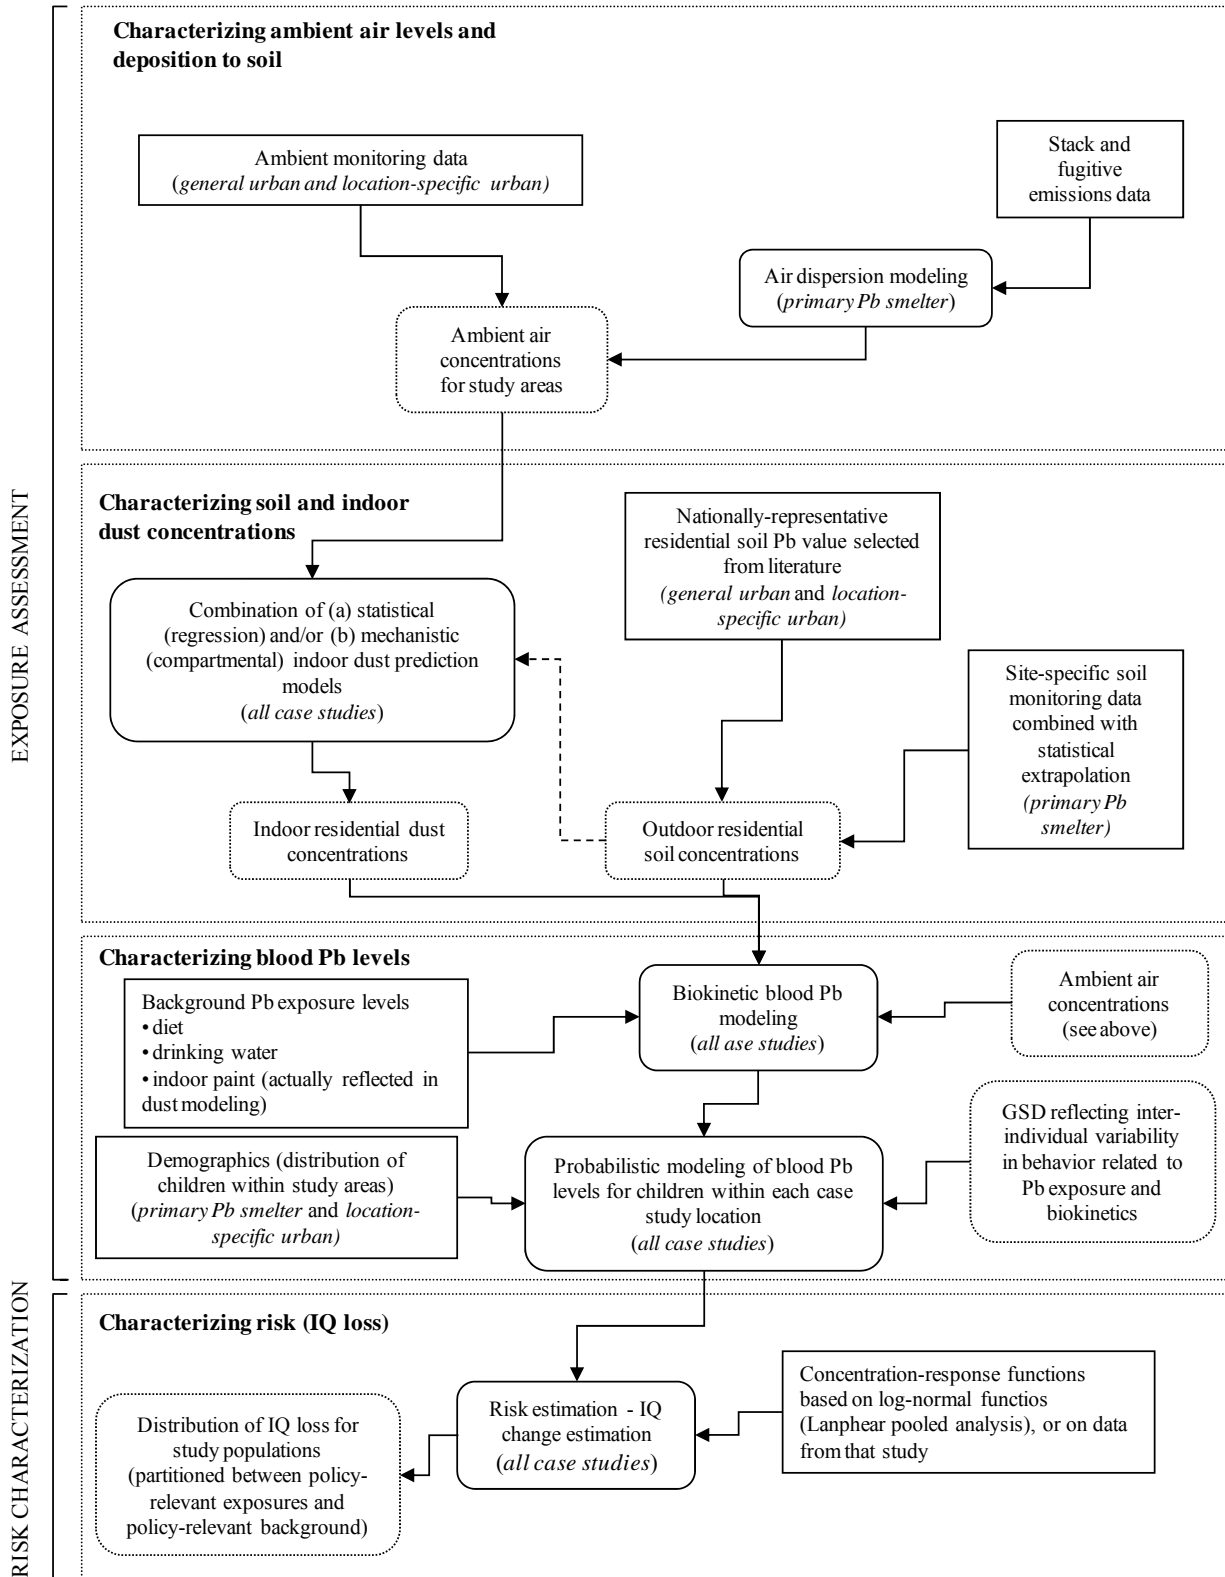 EXPOSURE ASSESSMENT
Characterizing ambient air levels and
deposition to soil
Ambient monitoring data
(general urban and location-specific urban)
Stack and
fugitive
emissions data
Air dispersion modeling
(primary Pb smelter)
Ambient air
concentrations
for study areas
Characterizing soil and indoor
dust concentrations
Nationally-representative
residential soil Pb value selected
from literature
(general urban and location-
specific urban)
Combination of (a) statistical
(regression) and/or (b) mechanistic
(compartmental) indoor dust prediction
models
(all case studies)
Site-specific soil
monitoring data
combined with
statistical
extrapolation
(primary Pb
smelter)
Indoor residential dust
concentrations
Outdoor residential
soil concentrations
Characterizing blood Pb levels
Background Pb exposure levels
• diet
• drinking water
• indoor paint (actually reflected in
dust modeling)
Biokinetic blood Pb
modeling
(all ase studies)
Ambient air
concentrations
(see above)
Demographics (distribution of
children within study areas)
(primary Pb smelter and location-
specific urban)
Probabilistic modeling of blood Pb
levels for children within each case
study location
(all case studies)
GSD reflecting inter-
individual variability
in behavior related to
Pb exposure and
biokinetics
RISK CHARACTERIZATION
Characterizing risk (IQ loss)
Distribution of IQ loss for
study populations
(partitioned between policy-
relevant exposures and
policy-relevant background)
Risk estimation - IQ
change estimation
(all case studies)
Concentration-response functions
based on log-normal functios
(Lanphear pooled analysis), or on data
from that study